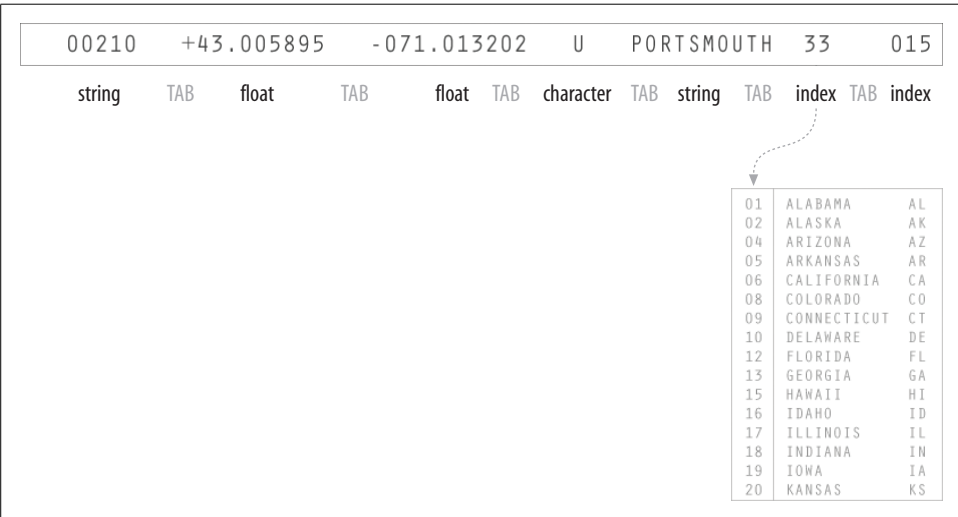 00210 +43.005895 -071.013202 U PORTSMOUTH 33 015
string TAB float TAB float TAB character TAB string TAB index TAB index
01 ALABAMA AL
02 ALASKA AK
04 ARIZONA AZ
05 ARKANSAS AR
06 CALIFORNIA CA
08 COLORADO CO
09 CONNECTICUT CT
10 DELAWARE DE
12 FLORIDA FL
13 GEORGIA GA
15 HAWAII HI
16 IDAHO ID
17 ILLINOIS IL
18 INDIANA IN
19 IOWA IA
20 KANSAS KS